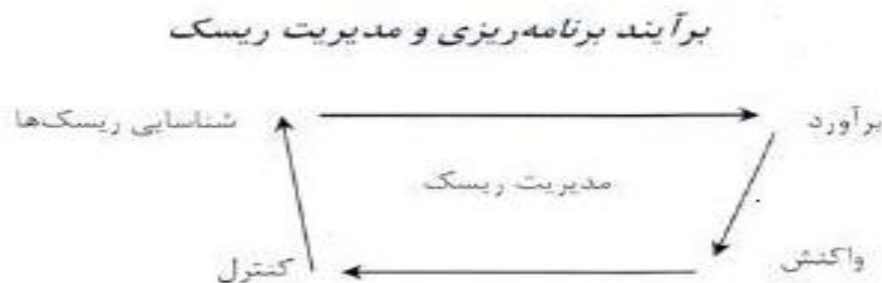 برآیند برنامه‌ریزی و مدیریت ریسک
برآورد
شناسایی ریسک‌ها
مدیریت ریسک
واکنش
کنترل